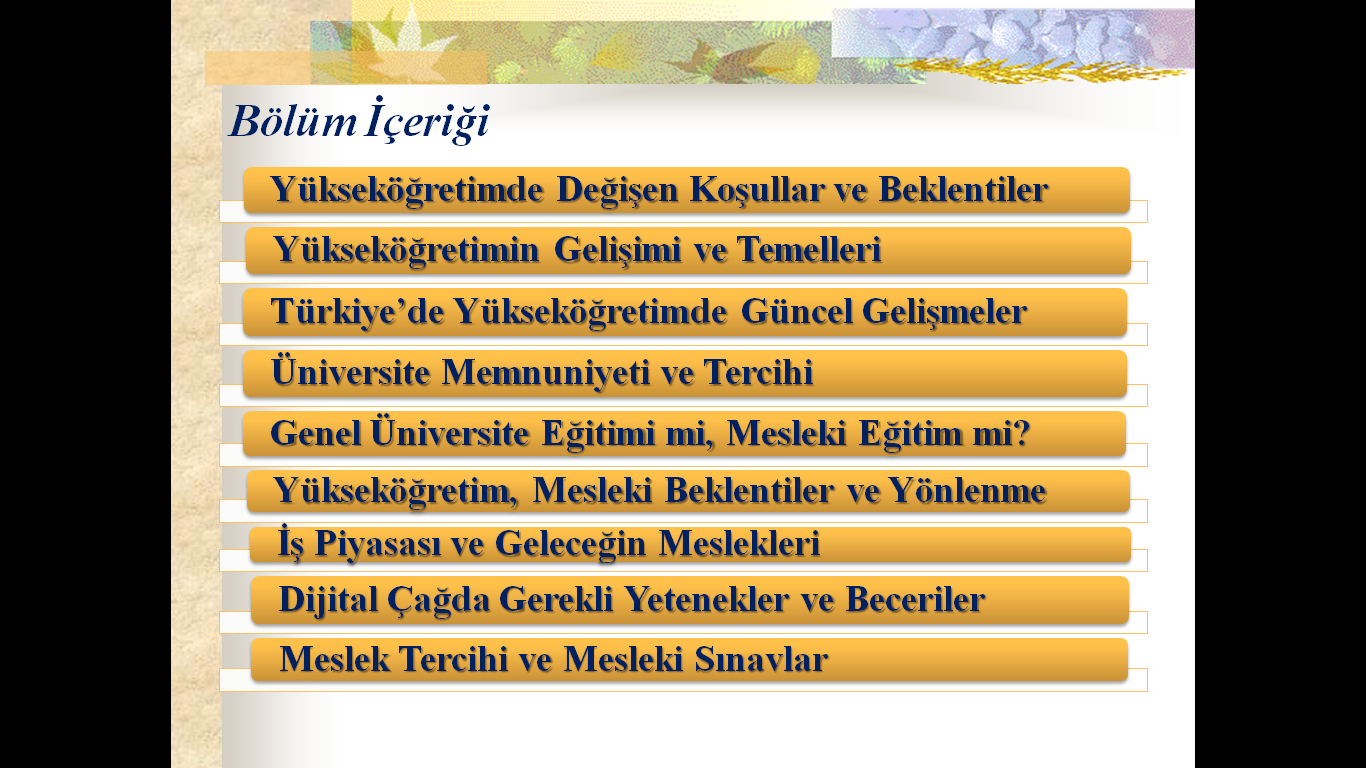 Bölüm İçeriği
Yükseköğretimde Değişen Koşullar ve Beklentiler
Yükseköğretimin Gelişimi ve Temelleri
Türkiye’de Yükseköğretimde Güncel Gelişmeler
Üniversite Memnuniyeti ve Tercihi
Genel Üniversite Eğitimi mi, Mesleki Eğitim mi?
Yükseköğretim, Mesleki Beklentiler ve Yönlenme
İş Piyasası ve Geleceğin Meslekleri
Dijital Çağda Gerekli Yetenekler ve Beceriler
Meslek Tercihi ve Mesleki Sınavlar